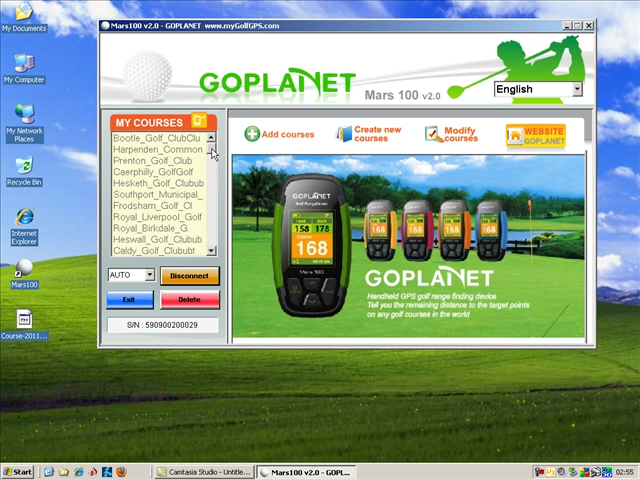 My Documents
My Computer
My Network
Places
Recycle Bin
Internet
Explorer
Mars100
Course-2011...
Mars100 v2.0 - GOPLANET www.myGolfGPS.com
GOPLANET
Mars 100 v2.0
English
MY COURSES
Bootle_Golf_ClubClu
Harpenden_Common
Prenton_Golf_Club
Caerphilly_GolfGolf
Hesketh_Golf_Clubub
Southport_Municipal_
Frodsham_Golf_Cl
Royal_Liverpool_Golf
Royal_Birkdale_G
Heswall_Golf_Clubub
Caldy_Golf_Clububt
AUTO
Disconnect
Exit
Delete
S/N : 590900200029
Add courses
Create new
courses
Modify
courses
WEBSITE
GOPLANET
GOPLANET
158 178
168
Mars 100
168
168
168
168
GOPLANET
Handheld GPS golf range finding device
Tell you the remaining distance to the target points
on any golf courses in the world
Start
Camtasia Studio - Untitle...
Mars100 v2.0 - GOPL...
02:55